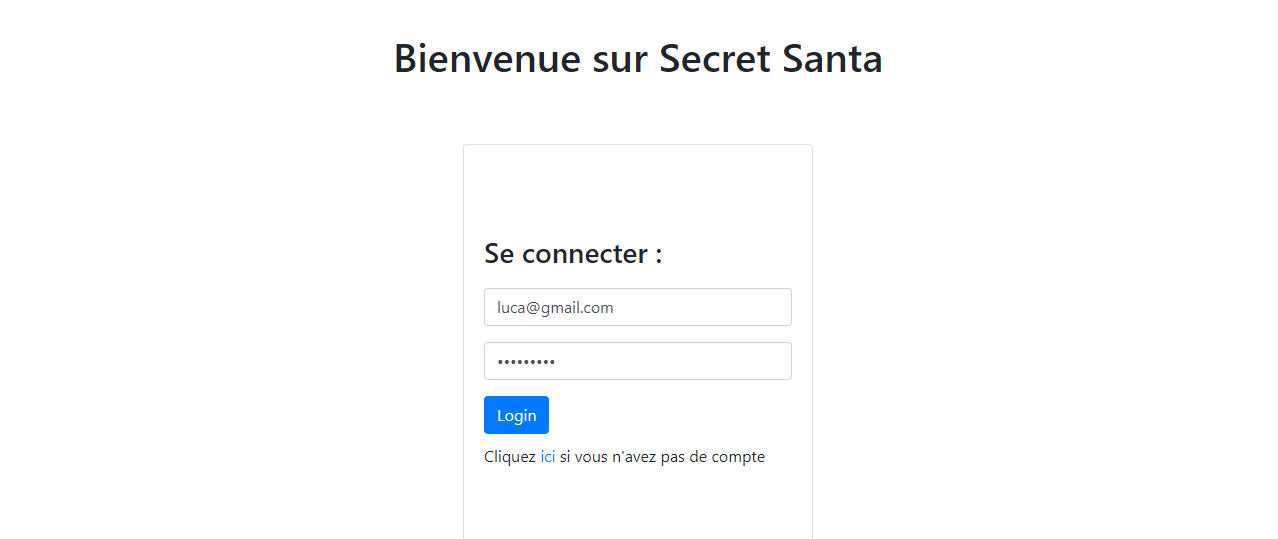 Bienvenue sur Secret Santa
Se connecter :
luca@gmail.com
•••••••••
Login
Cliquez ici si vous n'avez pas de compte